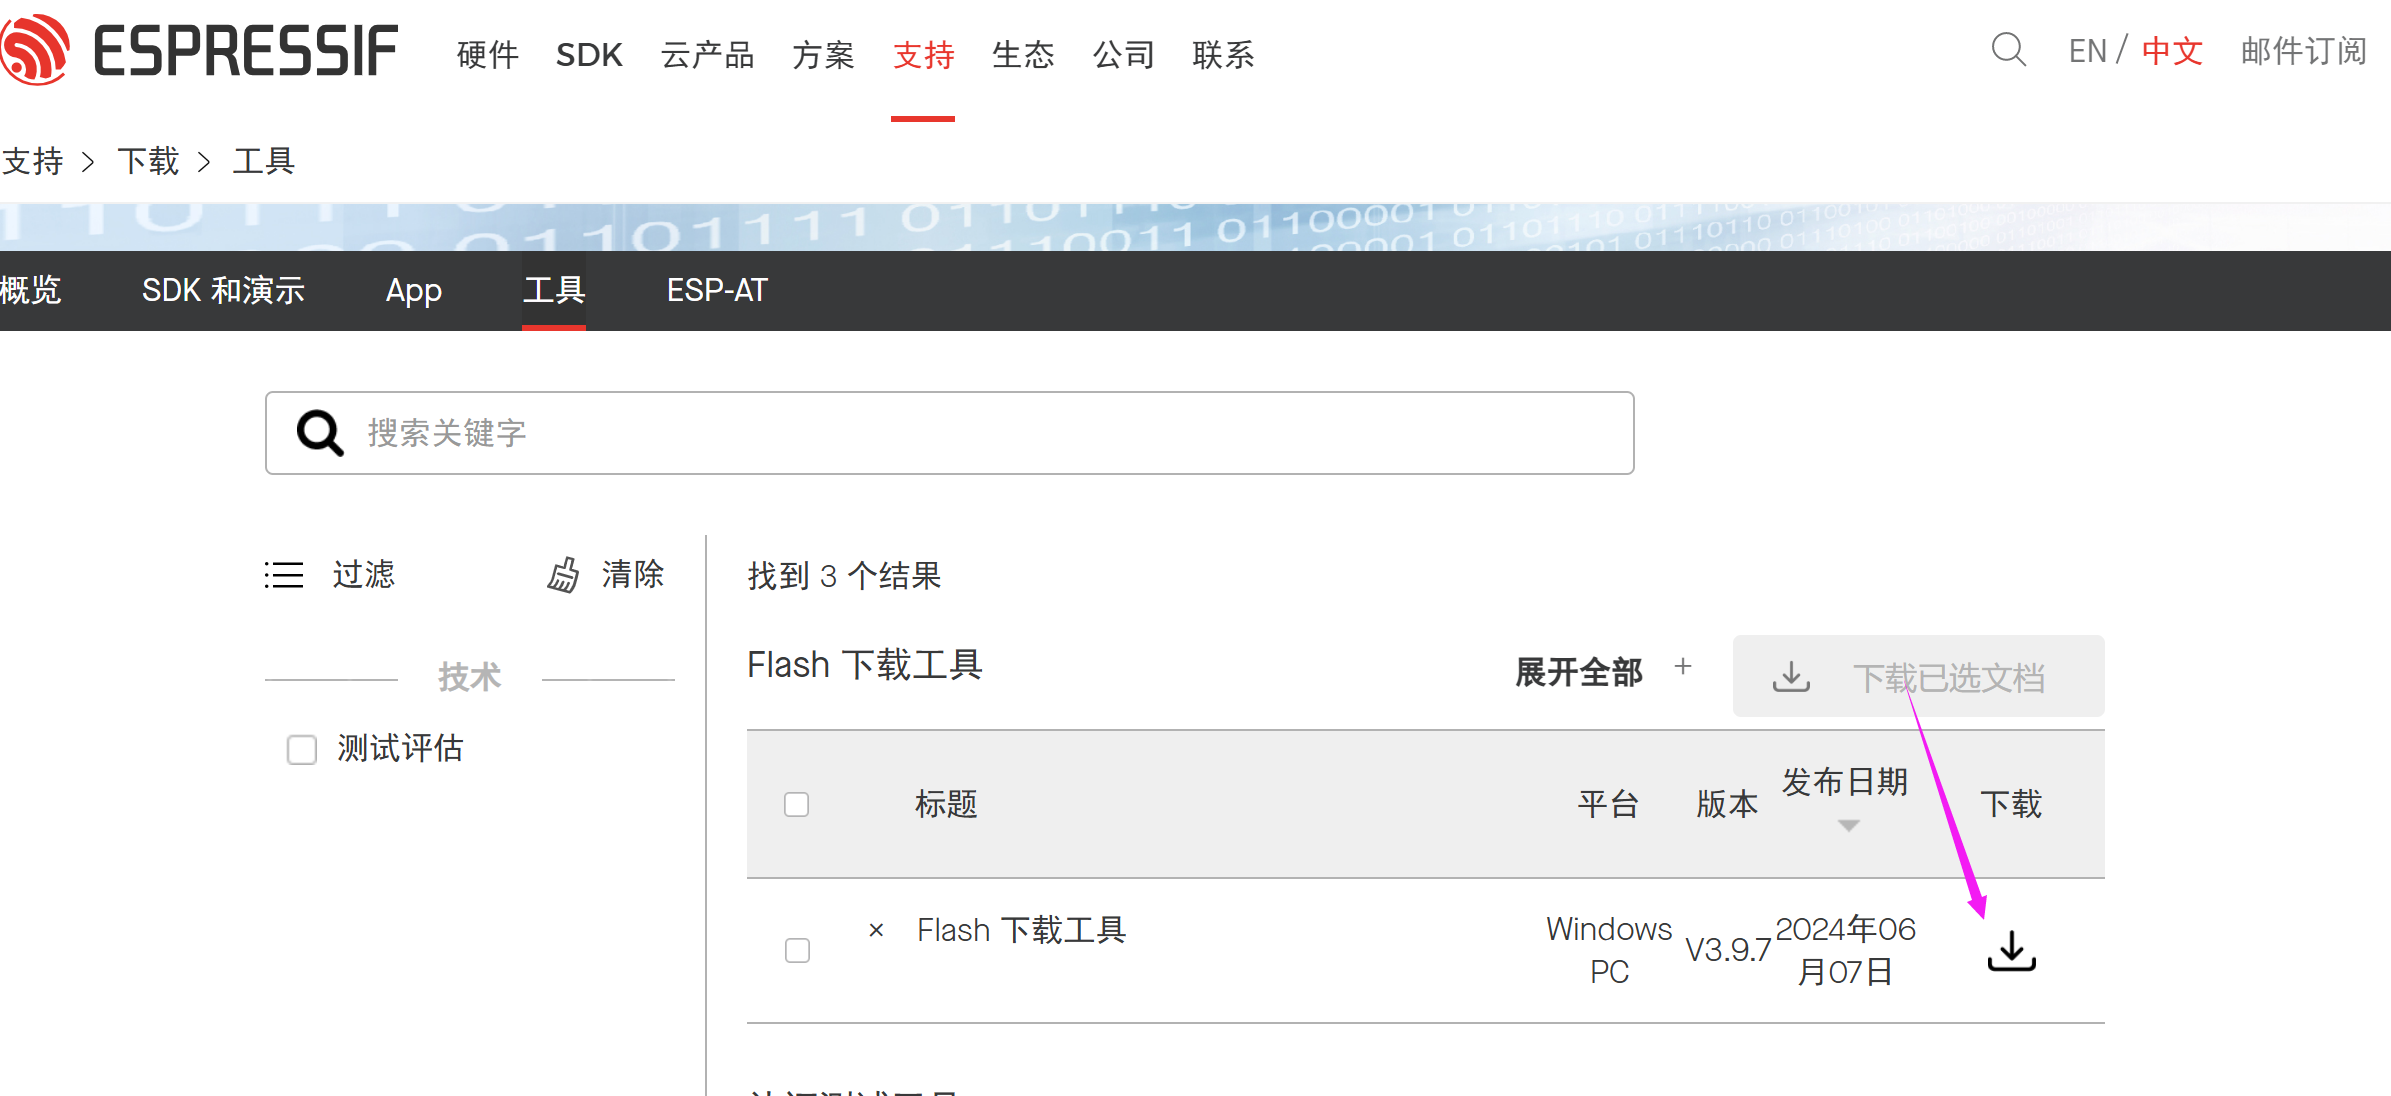 ESPRESSIF 硬件 SDK 云产品 方案 支持 生态 公司 联系 EN / 中文 邮件订阅
支持 > 下载 > 工具
概览 SDK 和演示 App 工具 ESP-AT
搜索关键字
过滤 清除
技术
测试评估
找到 3 个结果
Flash 下载工具 展开全部 + 下载已选文档
标题 平台 版本 发布日期 下载
× Flash 下载工具 Windows PC V3.9.7 2024年06月07日